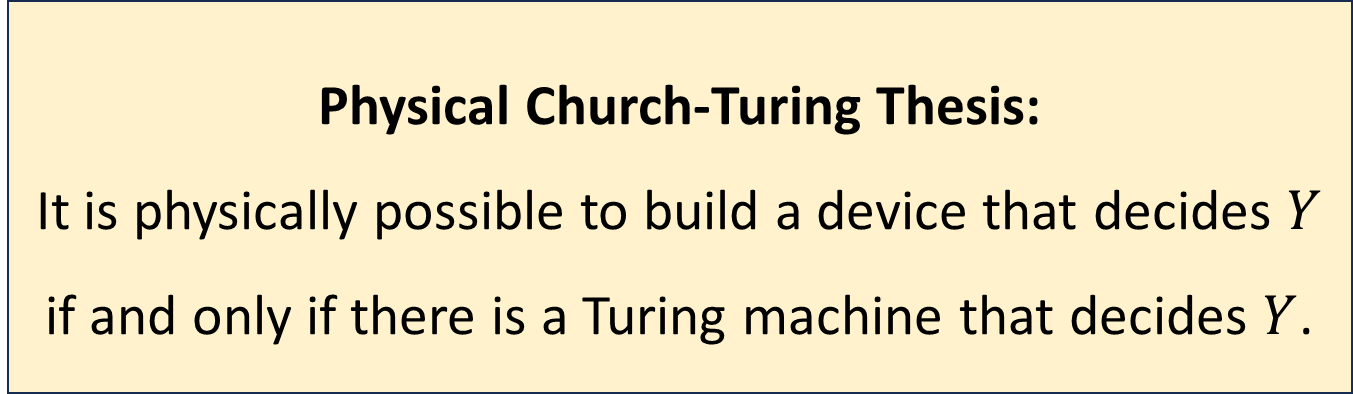 Physical Church-Turing Thesis:
It is physically possible to build a device that decides Y
if and only if there is a Turing machine that decides Y.